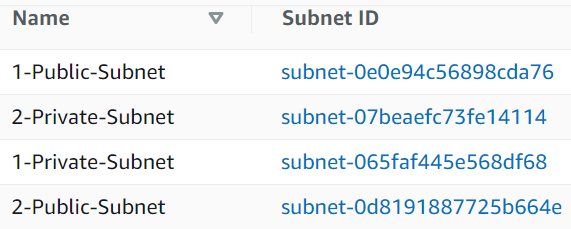 Name Subnet ID
1-Public-Subnet subnet-0e0e94c56898cda76
2-Private-Subnet subnet-07beaefc73fe14114
1-Private-Subnet subnet-065faf445e568df68
2-Public-Subnet subnet-0d8191887725b664e